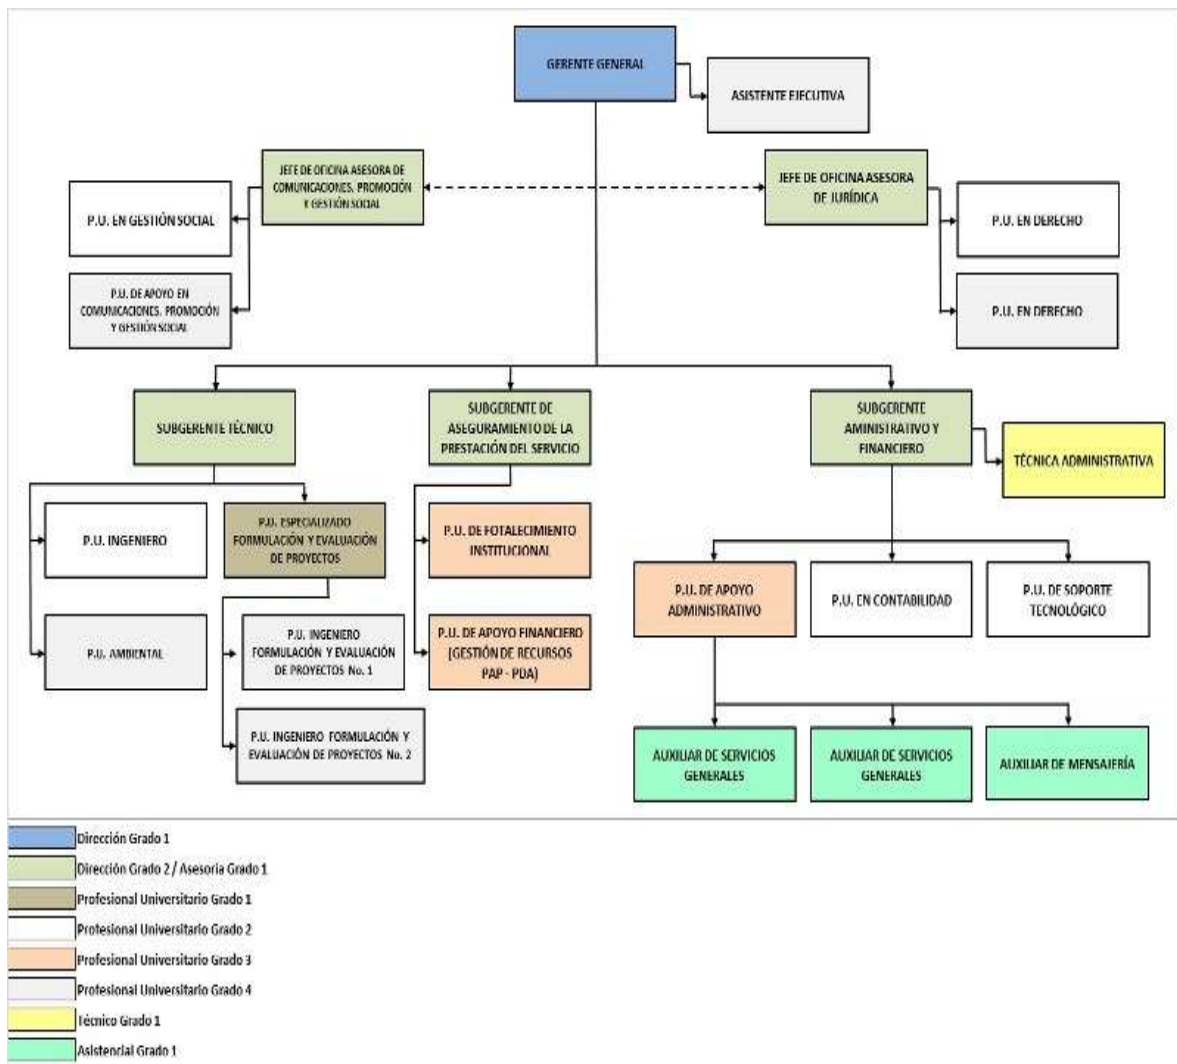 GERENTE GENERAL
ASISTENTE EJECUTIVA
JEFE DE OFICINA ASESORA DE
COMUNICACIONES, PROMOCIÓN
Y GESTIÓN SOCIAL
JEFE DE OFICINA ASESORA
DE JURÍDICA
P.U. EN GESTIÓN SOCIAL
P.U. EN DERECHO
P.U. DE APOYO EN
COMUNICACIONES, PROMOCIÓN
Y GESTIÓN SOCIAL
P.U. EN DERECHO
SUBGERENTE TÉCNICO
SUBGERENTE DE
ASEGURAMIENTO DE LA
PRESTACIÓN DEL SERVICIO
SUBGERENTE
AMINISTRATIVO Y
FINANCIERO
TÉCNICA ADMINISTRATIVA
P.U. INGENIERO
P.U. ESPECIALIZADO
FORMULACIÓN Y EVALUACIÓN
DE PROYECTOS
P.U. DE FOTALECIMIENTO
INSTITUCIONAL
P.U. DE APOYO
ADMINISTRATIVO
P.U. EN CONTABILIDAD
P.U. DE SOPORTE
TECNOLÓGICO
P.U. AMBIENTAL
P.U. INGENIERO
FORMULACIÓN Y EVALUACIÓN
DE PROYECTOS No. 1
P.U. DE APOYO FINANCIERO
(GESTIÓN DE RECURSOS
PAP - PDA)
P.U. INGENIERO FORMULACIÓN Y
EVALUACIÓN DE PROYECTOS No. 2
AUXILIAR DE SERVICIOS
GENERALES
AUXILIAR DE SERVICIOS
GENERALES
AUXILIAR DE MENSAJERÍA
Dirección Grado 1
Dirección Grado 2 / Asesoria Grado 1
Profesional Universitario Grado 1
Profesional Universitario Grado 2
Profesional Universitario Grado 3
Profesional Universitario Grado 4
Técnico Grado 1
Asistencial Grado 1